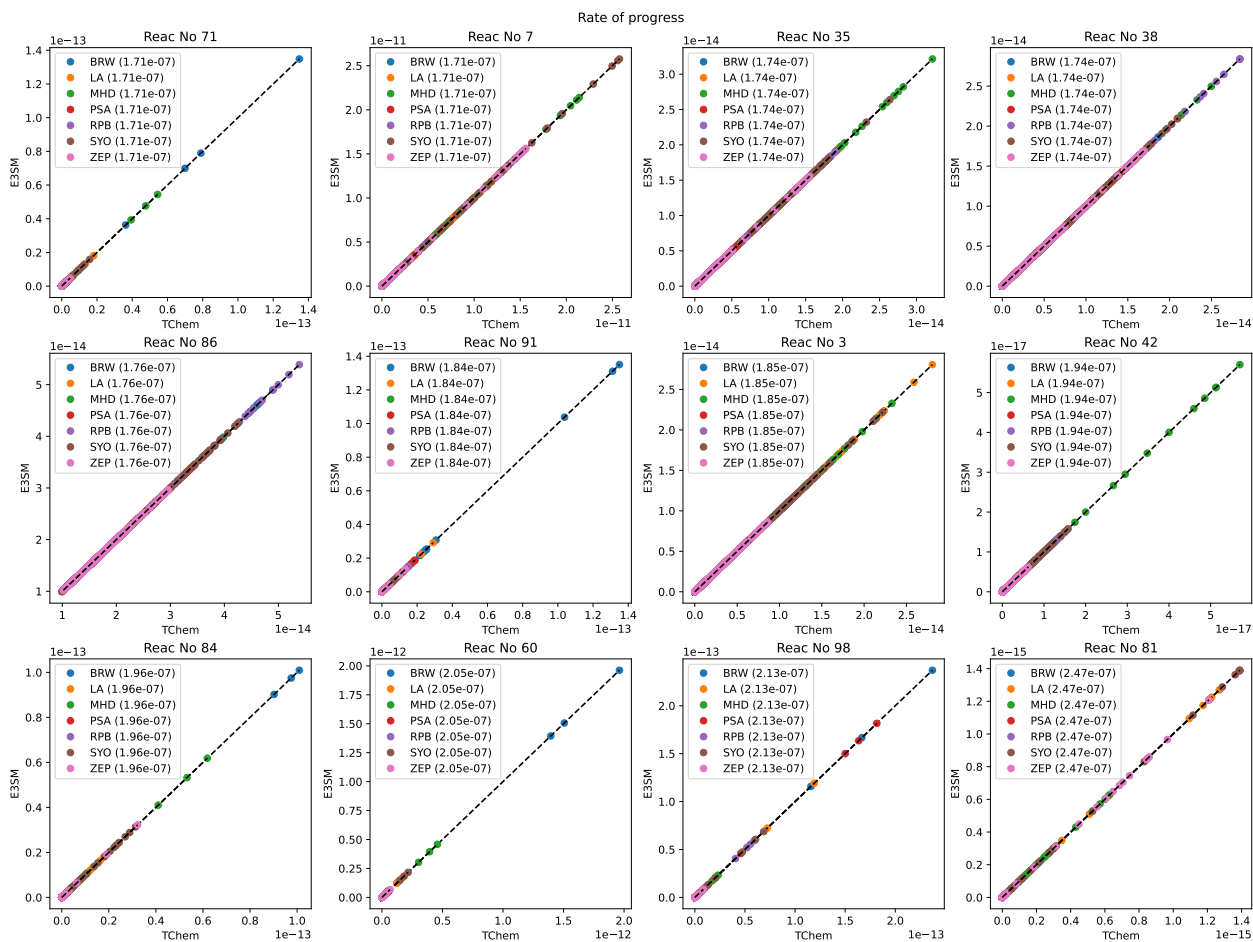 Rate of progress
Reac No 71
1e−13
BRW (1.71e-07)
LA (1.71e-07)
MHD (1.71e-07)
PSA (1.71e-07)
RPB (1.71e-07)
SYO (1.71e-07)
ZEP (1.71e-07)
1.4
1.2
1.0
0.8
0.6
0.4
0.2
0.0
E3SM
0.0 0.2 0.4 0.6 0.8 1.0 1.2 1.4
TChem
1e−13
Reac No 7
1e−11
BRW (1.71e-07)
LA (1.71e-07)
MHD (1.71e-07)
PSA (1.71e-07)
RPB (1.71e-07)
SYO (1.71e-07)
ZEP (1.71e-07)
2.5
2.0
1.5
1.0
0.5
0.0
E3SM
0.0 0.5 1.0 1.5 2.0 2.5
TChem
1e−11
Reac No 35
1e−14
BRW (1.74e-07)
LA (1.74e-07)
MHD (1.74e-07)
PSA (1.74e-07)
RPB (1.74e-07)
SYO (1.74e-07)
ZEP (1.74e-07)
3.0
2.5
2.0
1.5
1.0
0.5
0.0
E3SM
0.0 0.5 1.0 1.5 2.0 2.5 3.0
TChem
1e−14
Reac No 38
1e−14
BRW (1.74e-07)
LA (1.74e-07)
MHD (1.74e-07)
PSA (1.74e-07)
RPB (1.74e-07)
SYO (1.74e-07)
ZEP (1.74e-07)
2.5
2.0
1.5
1.0
0.5
0.0
E3SM
0.0 0.5 1.0 1.5 2.0 2.5
TChem
1e−14
Reac No 86
1e−14
BRW (1.76e-07)
LA (1.76e-07)
MHD (1.76e-07)
PSA (1.76e-07)
RPB (1.76e-07)
SYO (1.76e-07)
ZEP (1.76e-07)
5
4
3
2
1
E3SM
1 2 3 4 5
TChem
1e−14
Reac No 91
1e−13
BRW (1.84e-07)
LA (1.84e-07)
MHD (1.84e-07)
PSA (1.84e-07)
RPB (1.84e-07)
SYO (1.84e-07)
ZEP (1.84e-07)
1.4
1.2
1.0
0.8
0.6
0.4
0.2
0.0
E3SM
0.0 0.2 0.4 0.6 0.8 1.0 1.2 1.4
TChem
1e−13
Reac No 3
1e−14
BRW (1.85e-07)
LA (1.85e-07)
MHD (1.85e-07)
PSA (1.85e-07)
RPB (1.85e-07)
SYO (1.85e-07)
ZEP (1.85e-07)
2.5
2.0
1.5
1.0
0.5
0.0
E3SM
0.0 0.5 1.0 1.5 2.0 2.5
TChem
1e−14
Reac No 42
1e−17
BRW (1.94e-07)
LA (1.94e-07)
MHD (1.94e-07)
PSA (1.94e-07)
RPB (1.94e-07)
SYO (1.94e-07)
ZEP (1.94e-07)
5
4
3
2
1
0
E3SM
0 1 2 3 4 5
TChem
1e−17
Reac No 84
1e−13
BRW (1.96e-07)
LA (1.96e-07)
MHD (1.96e-07)
PSA (1.96e-07)
RPB (1.96e-07)
SYO (1.96e-07)
ZEP (1.96e-07)
1.0
0.8
0.6
0.4
0.2
0.0
E3SM
0.0 0.2 0.4 0.6 0.8 1.0
TChem
1e−13
Reac No 60
1e−12
BRW (2.05e-07)
LA (2.05e-07)
MHD (2.05e-07)
PSA (2.05e-07)
RPB (2.05e-07)
SYO (2.05e-07)
ZEP (2.05e-07)
2.00
1.75
1.50
1.25
1.00
0.75
0.50
0.25
0.00
E3SM
0.0 0.5 1.0 1.5 2.0
TChem
1e−12
Reac No 98
1e−13
BRW (2.13e-07)
LA (2.13e-07)
MHD (2.13e-07)
PSA (2.13e-07)
RPB (2.13e-07)
SYO (2.13e-07)
ZEP (2.13e-07)
2.0
1.5
1.0
0.5
0.0
E3SM
0.0 0.5 1.0 1.5 2.0
TChem
1e−13
Reac No 81
1e−15
BRW (2.47e-07)
LA (2.47e-07)
MHD (2.47e-07)
PSA (2.47e-07)
RPB (2.47e-07)
SYO (2.47e-07)
ZEP (2.47e-07)
1.4
1.2
1.0
0.8
0.6
0.4
0.2
0.0
E3SM
0.0 0.2 0.4 0.6 0.8 1.0 1.2 1.4
TChem
1e−15